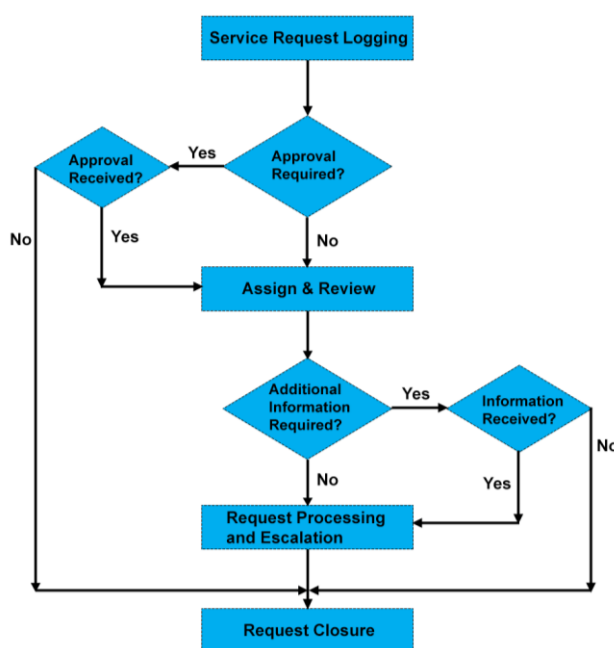 Service Request Logging
Yes
Approval
Received?
Approval
Required?
No
Yes
No
Assign & Review
Additional
Information
Required?
Yes
Information
Received?
No
No
Yes
Request Processing
and Escalation
Request Closure